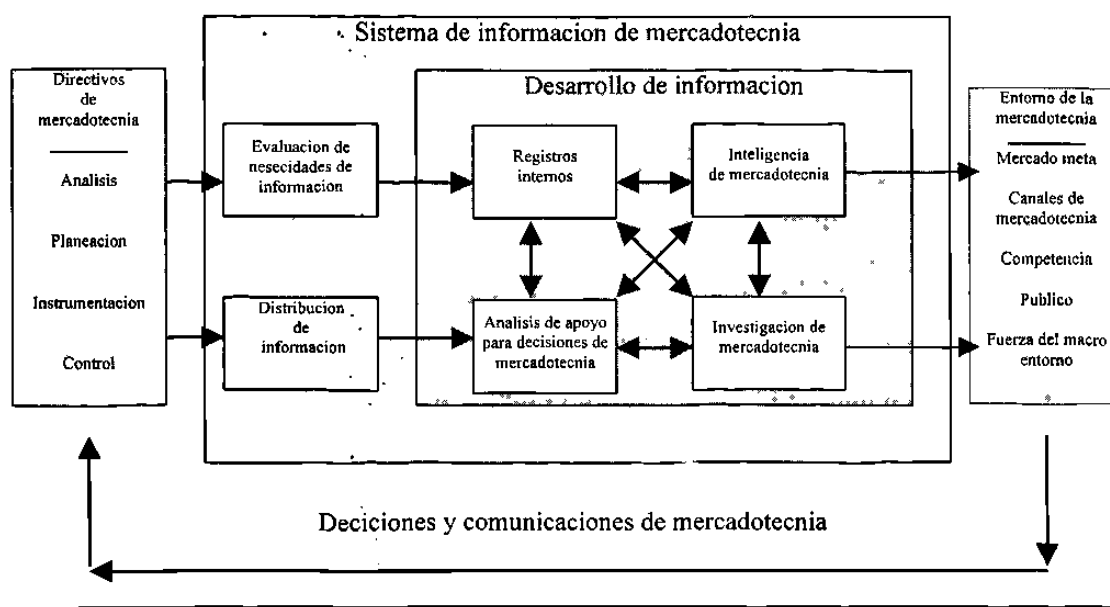 Sistema de informacion de mercadotecnia
Directivos
de
mercadotecnia
Analisis
Planeacion
Instrumentacion
Control
Evaluacion de
nesecidades de
informacion
Distribucion
de
informacion
Desarrollo de informacion
Registros
internos
Inteligencia
de mercadotecnia
Analisis de apoyo
para decisiones de
mercadotecnia
Investigacion de
mercadotecnia
Entorno de la
mercadotecnia
Mercado meta
Canales de
mercadotecnia
Competencia
Publico
Fuerza del macro
entorno
Deciciones y comunicaciones de mercadotecnia